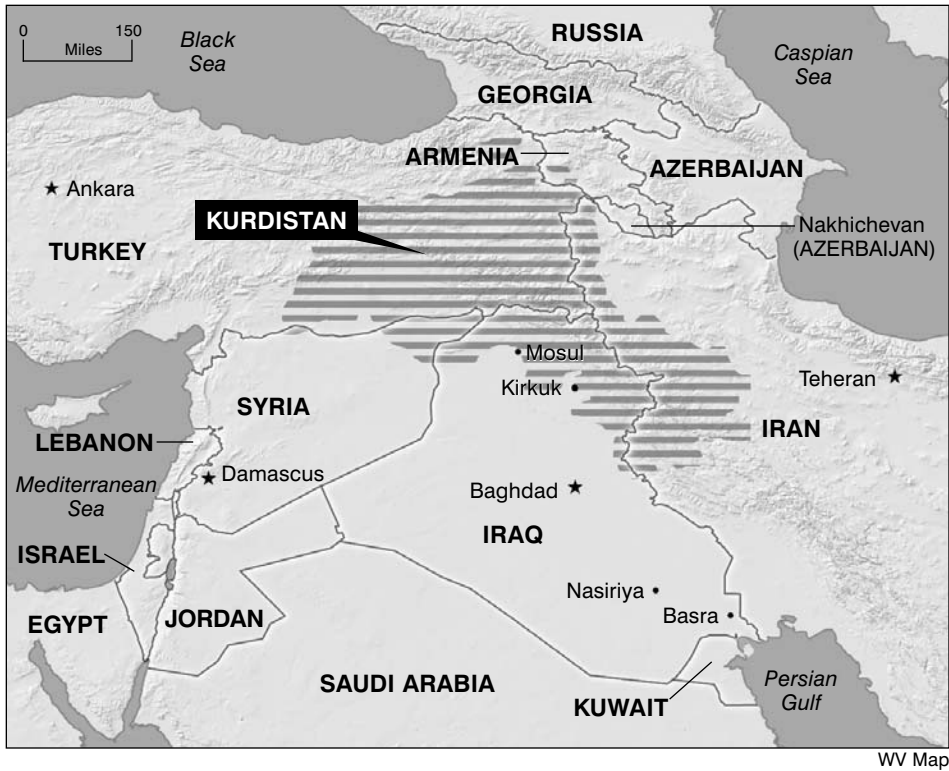 0 150
Miles
Black
Sea
RUSSIA
Caspian
Sea
GEORGIA
ARMENIA
AZERBAIJAN
Ankara
KURDISTAN
Nakhichevan
(AZERBAIJAN)
TURKEY
Mosul
Kirkuk
Teheran
SYRIA
IRAN
LEBANON
Damascus
Mediterranean
Sea
Baghdad
IRAQ
ISRAEL
Nasiriya
Basra
EGYPT
JORDAN
SAUDI ARABIA
KUWAIT
Persian
Gulf
WV Map